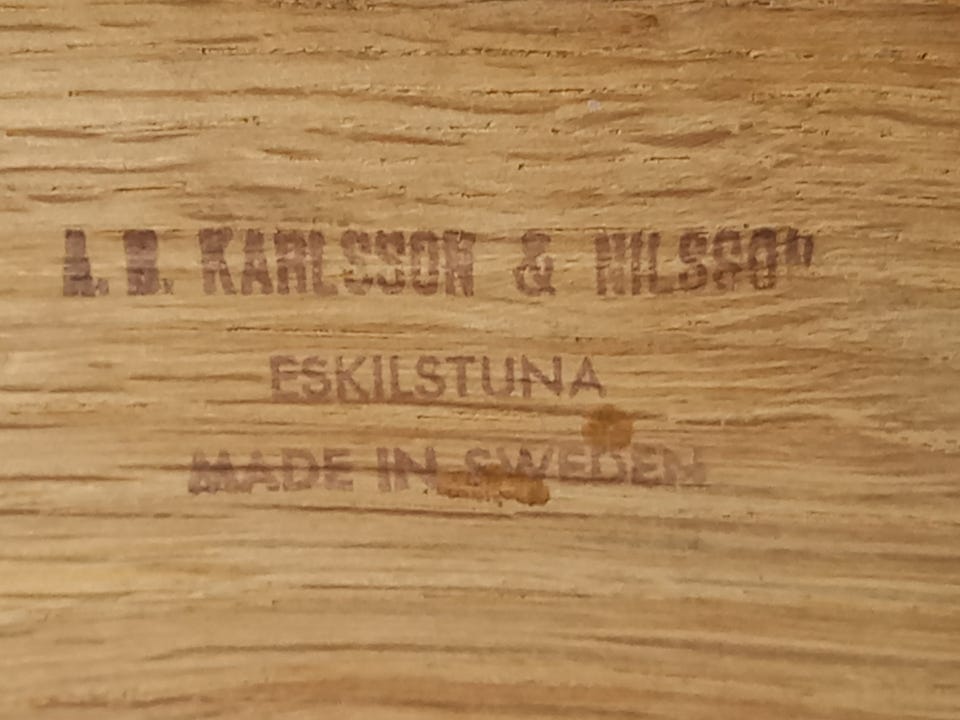 A.B. KARLSSON & NILSSON
ESKILSTUNA
MADE IN SWEDEN